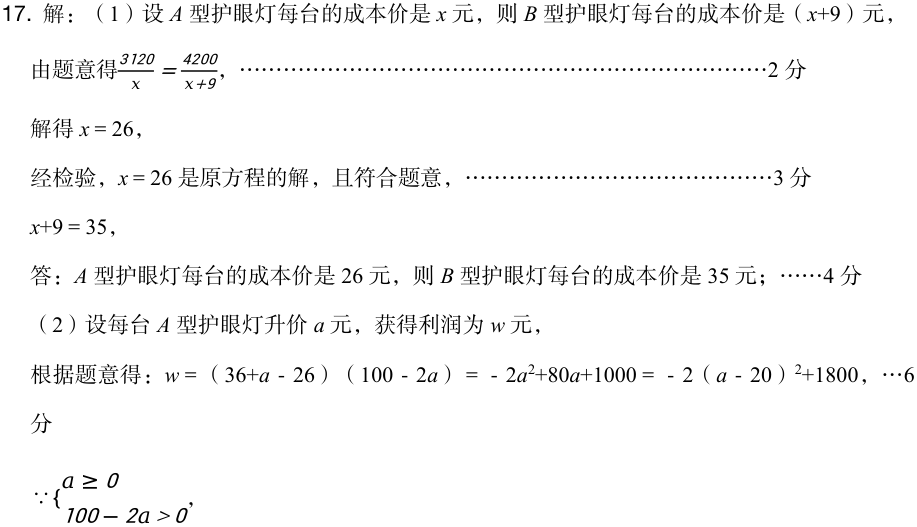 17. 解：（1）设 A 型护眼灯每台的成本价是 x 元，则 B 型护眼灯每台的成本价是（x+9）元，
由题意得3120/x＝4200/x+9，⋯⋯⋯⋯⋯⋯⋯⋯⋯⋯⋯⋯⋯⋯⋯⋯⋯⋯⋯⋯⋯⋯⋯⋯2 分
解得 x＝26，
经检验，x＝26 是原方程的解，且符合题意，⋯⋯⋯⋯⋯⋯⋯⋯⋯⋯⋯⋯⋯⋯3 分
x+9＝35，
答：A 型护眼灯每台的成本价是 26 元，则 B 型护眼灯每台的成本价是 35 元；⋯⋯4 分
（2）设每台 A 型护眼灯升价 a 元，获得利润为 w 元，
根据题意得：w＝（36+a﹣26）（100﹣2a）＝﹣2a²+80a+1000＝﹣2（a﹣20）²+1800，⋯6
分
∵{a ≥ 0
100－2a＞0，